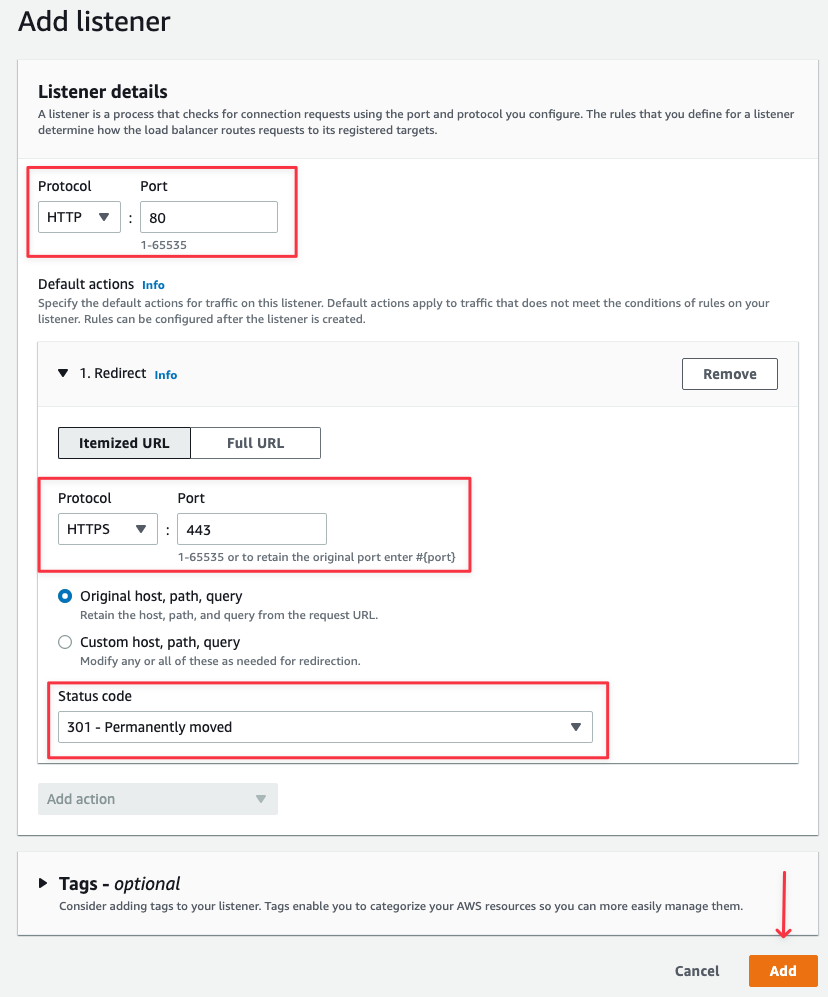 Add listener
Listener details
A listener is a process that checks for connection requests using the port and protocol you configure. The rules that you define for a listener
determine how the load balancer routes requests to its registered targets.
Protocol Port
HTTP : 80
1-65535
Default actions Info
Specify the default actions for traffic on this listener. Default actions apply to traffic that does not meet the conditions of rules on your
listener. Rules can be configured after the listener is created.
1. Redirect Info Remove
Itemized URL Full URL
Protocol Port
HTTPS : 443
1-65535 or to retain the original port enter #{port}
Original host, path, query
Retain the host, path, and query from the request URL.
Custom host, path, query
Modify any or all of these as needed for redirection.
Status code
301 - Permanently moved
Add action
Tags - optional
Consider adding tags to your listener. Tags enable you to categorize your AWS resources so you can more easily manage them.
Cancel Add